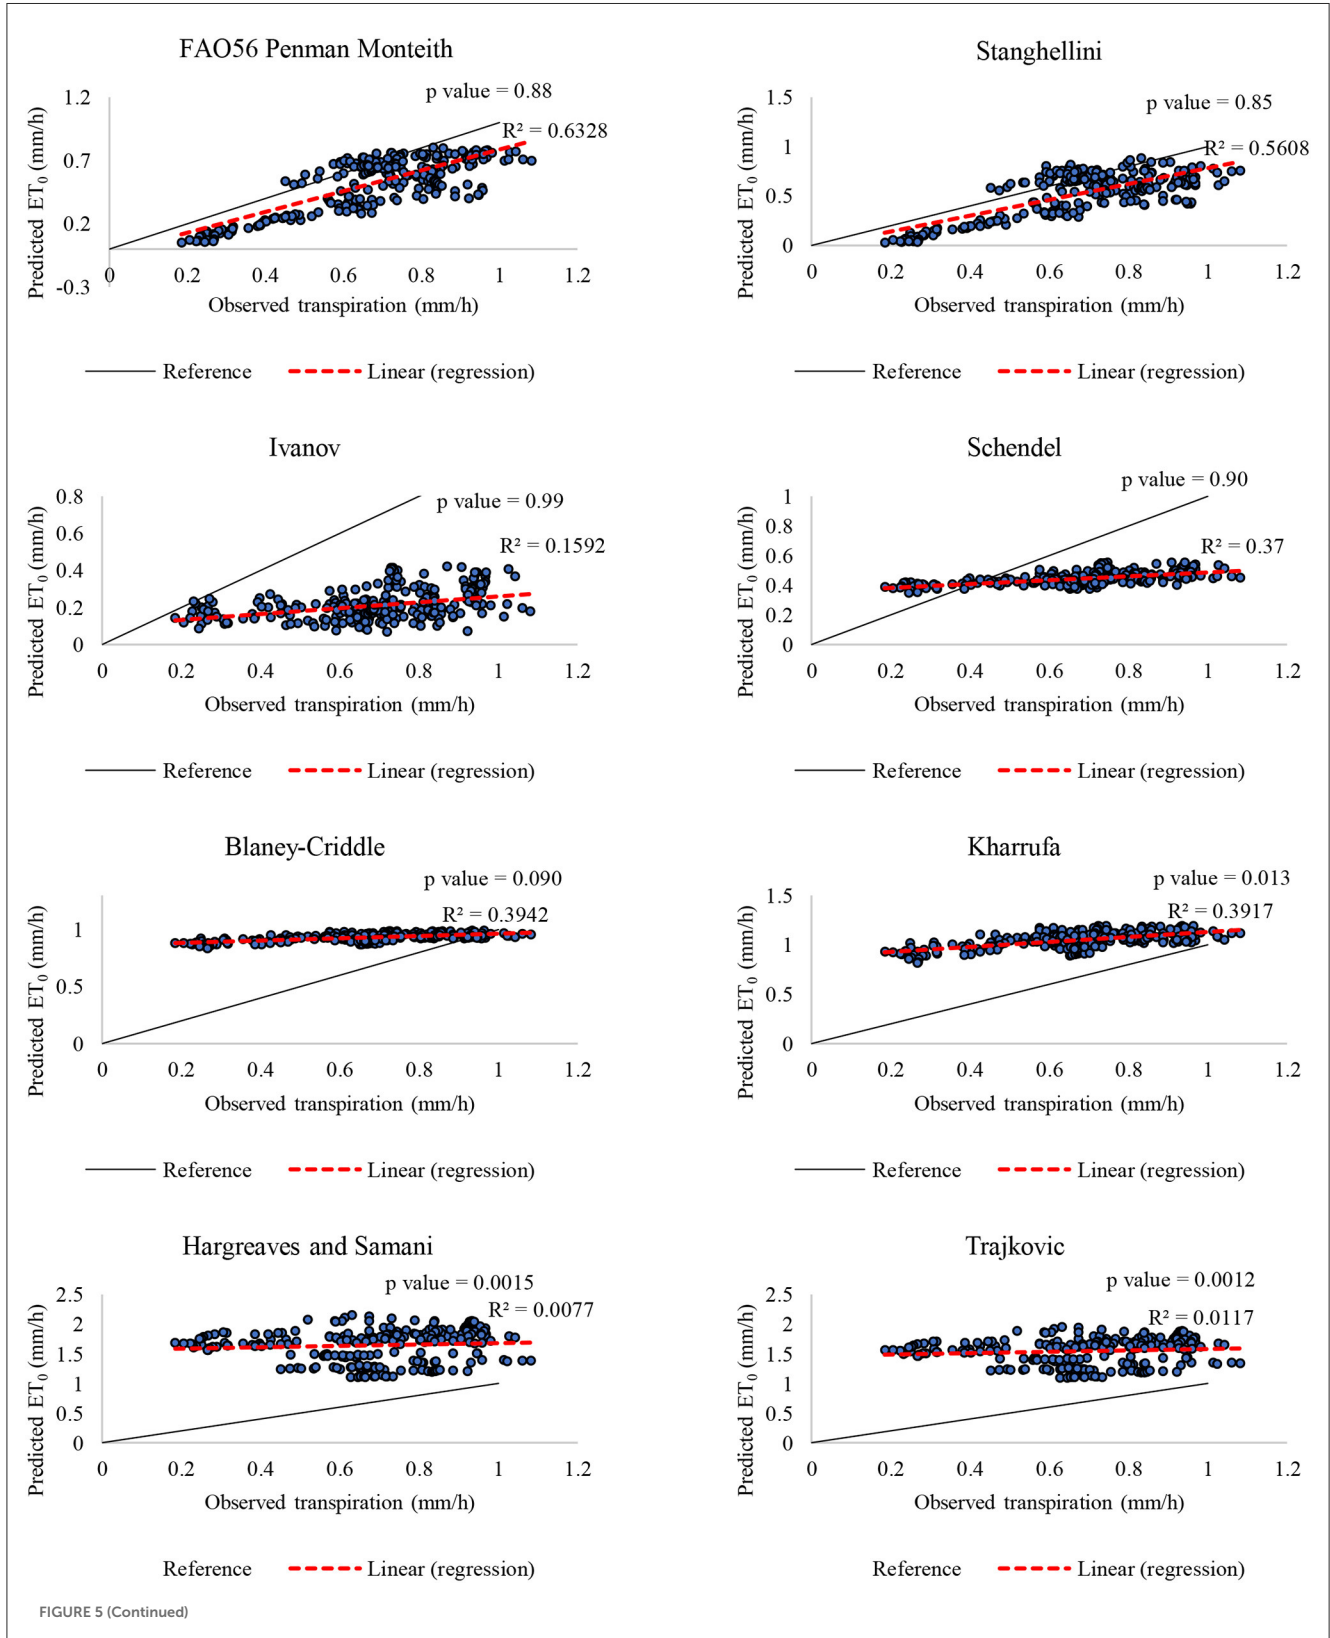 FAO56 Penman Monteith
p value = 0.88
R² = 0.6328
Predicted ET0 (mm/h)
1.2
0.7
0.2
-0.3
0 0.2 0.4 0.6 0.8 1 1.2
Observed transpiration (mm/h)
Reference Linear (regression)
Stanghellini
p value = 0.85
R² = 0.5608
Predicted ET0 (mm/h)
1.5
1
0.5
0
0 0.2 0.4 0.6 0.8 1 1.2
Observed transpiration (mm/h)
Reference Linear (regression)
Ivanov
p value = 0.99
R² = 0.1592
Predicted ET0 (mm/h)
0.8
0.6
0.4
0.2
0
0 0.2 0.4 0.6 0.8 1 1.2
Observed transpiration (mm/h)
Reference Linear (regression)
Schendel
p value = 0.90
R² = 0.37
Predicted ET0 (mm/h)
1
0.8
0.6
0.4
0.2
0
0 0.2 0.4 0.6 0.8 1 1.2
Observed transpiration (mm/h)
Reference Linear (regression)
Blaney-Criddle
p value = 0.090
R² = 0.3942
Predicted ET0 (mm/h)
1
0.5
0
0 0.2 0.4 0.6 0.8 1 1.2
Observed transpiration (mm/h)
Reference Linear (regression)
Kharrufa
p value = 0.013
R² = 0.3917
Predicted ET0 (mm/h)
1.5
1
0.5
0
0 0.2 0.4 0.6 0.8 1 1.2
Observed transpiration (mm/h)
Reference Linear (regression)
Hargreaves and Samani
p value = 0.0015
R² = 0.0077
Predicted ET0 (mm/h)
2.5
2
1.5
1
0.5
0
0 0.2 0.4 0.6 0.8 1 1.2
Observed transpiration (mm/h)
Reference Linear (regression)
Trajkovic
p value = 0.0012
R² = 0.0117
Predicted ET0 (mm/h)
2.5
2
1.5
1
0.5
0
0 0.2 0.4 0.6 0.8 1 1.2
Observed transpiration (mm/h)
Reference Linear (regression)
FIGURE 5 (Continued)